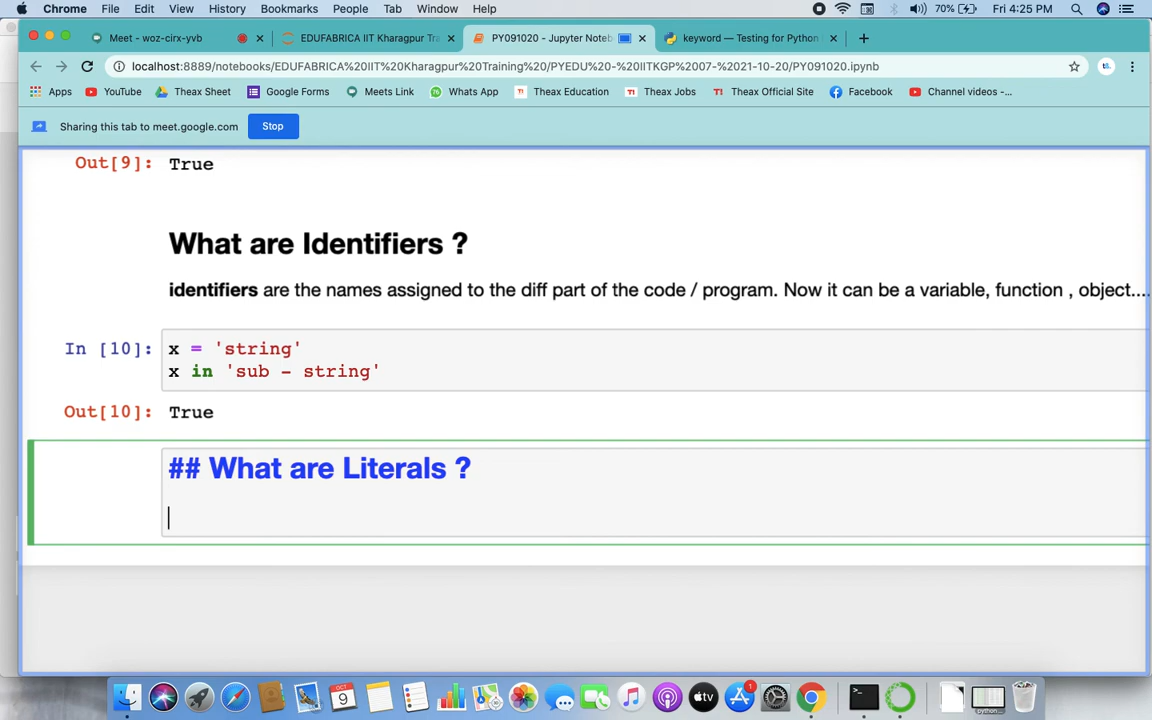 Chrome File Edit View History Bookmarks People Tab Window Help 70% Fri 4:25 PM
Meet - woz-cirx-yvb EDUFABRICA IIT Kharagpur Tra PY091020 - Jupyter Noteb keyword — Testing for Python
localhost:8889/notebooks/EDUFABRICA%20IIT%20Kharagpur%20Training%20/PYEDU%20-%20IITKGP%2007-%2021-10-20/PY091020.ipynb
Apps YouTube Theax Sheet Google Forms Meets Link Whats App Theax Education Theax Jobs Theax Official Site Facebook Channel videos -...
Sharing this tab to meet.google.com Stop
Out[9]: True
What are Identifiers ?
identifiers are the names assigned to the diff part of the code / program. Now it can be a variable, function , object....
In [10]: x = 'string'
x in 'sub - string'
Out[10]: True
## What are Literals ?
OCT
9
1